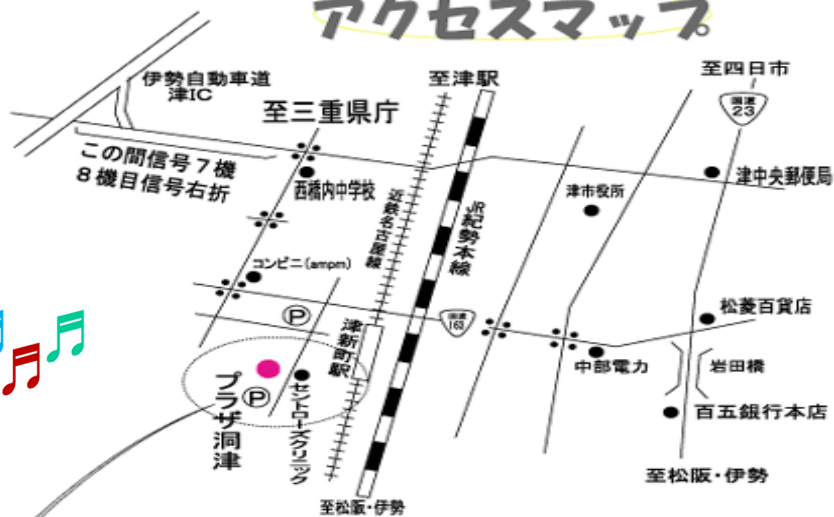 アクセスマップ
至四日市
伊勢自動車道
津IC
至津駅
国道
23
至三重県庁
この間信号7機
8機目信号右折
西橋内中学校
津市役所
津中央郵便局
近鉄名古屋線
JR紀勢本線
コンビニ(ampm)
P
国道
163
松菱百貨店
津新町駅
中部電力
岩田橋
プラザ洞津
P
セントローズクリニック
百五銀行本店
至松阪・伊勢
至松阪・伊勢